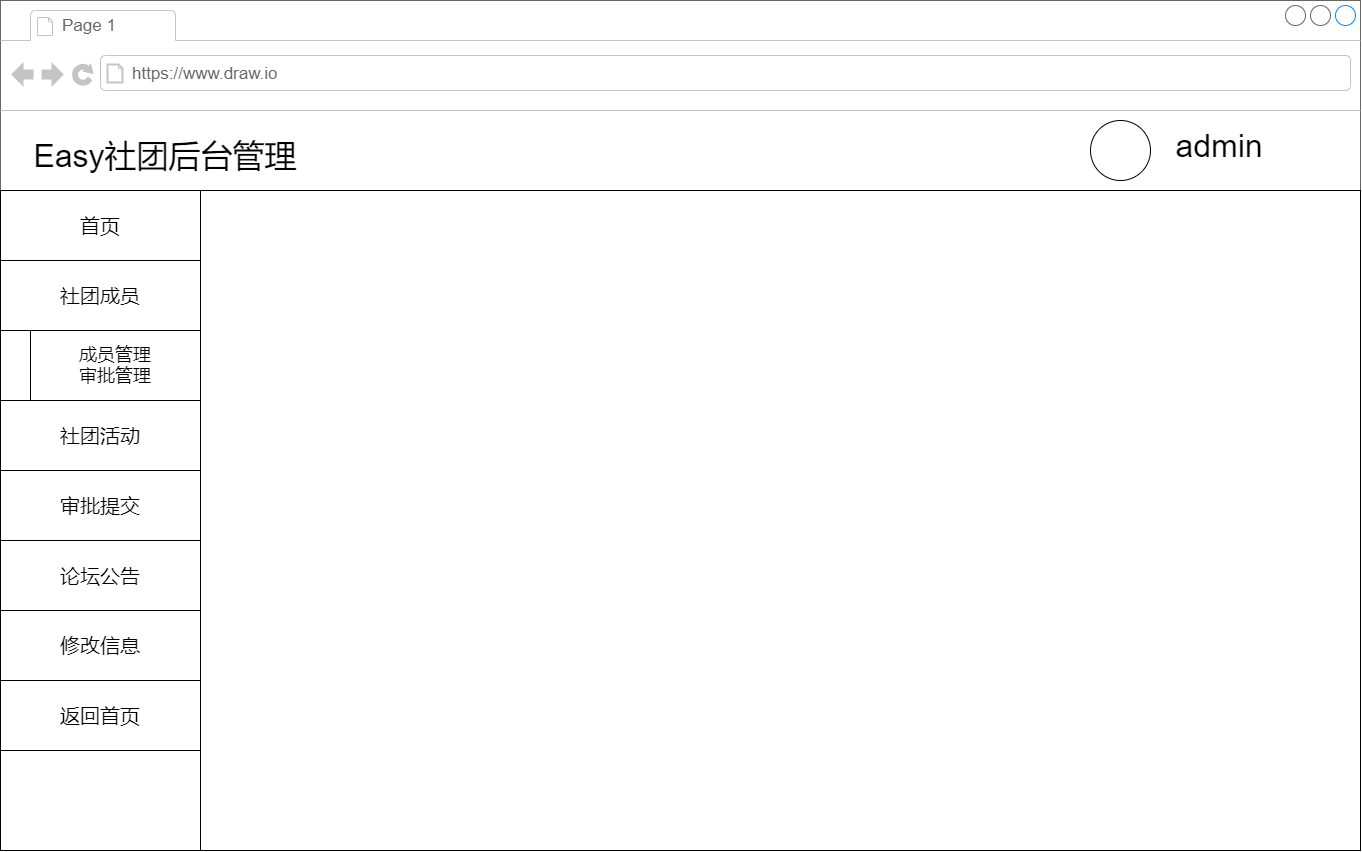 Page 1
https://www.draw.io
Easy社团后台管理
admin
首页
社团成员
成员管理
审批管理
社团活动
审批提交
论坛公告
修改信息
返回首页